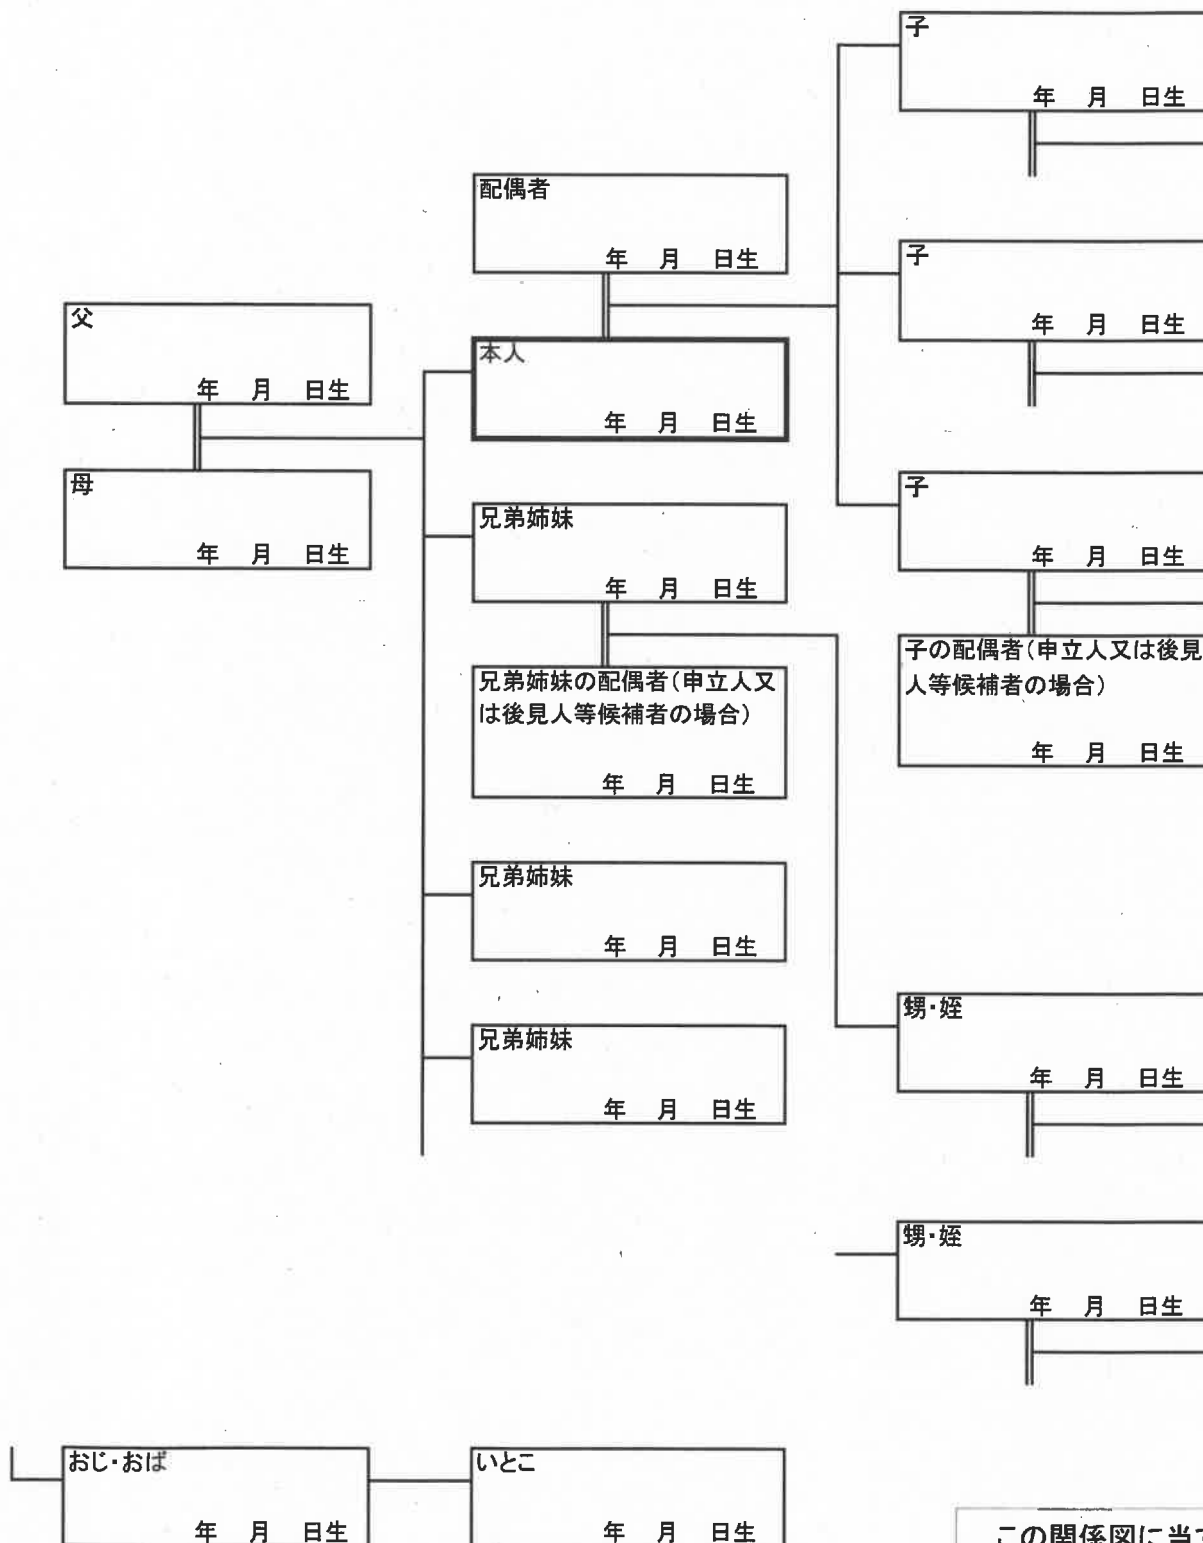 子
年 月 日生
配偶者
年 月 日生
子
年 月 日生
父
年 月 日生
本人
年 月 日生
母
年 月 日生
兄弟姉妹
年 月 日生
子
年 月 日生
兄弟姉妹の配偶者(申立人又
は後見人等候補者の場合)
年 月 日生
子の配偶者(申立人又は後見
人等候補者の場合)
年 月 日生
兄弟姉妹
年 月 日生
兄弟姉妹
年 月 日生
甥・姪
年 月 日生
甥・姪
年 月 日生
おじ・おば
年 月 日生
いとこ
年 月 日生
この関係図に当